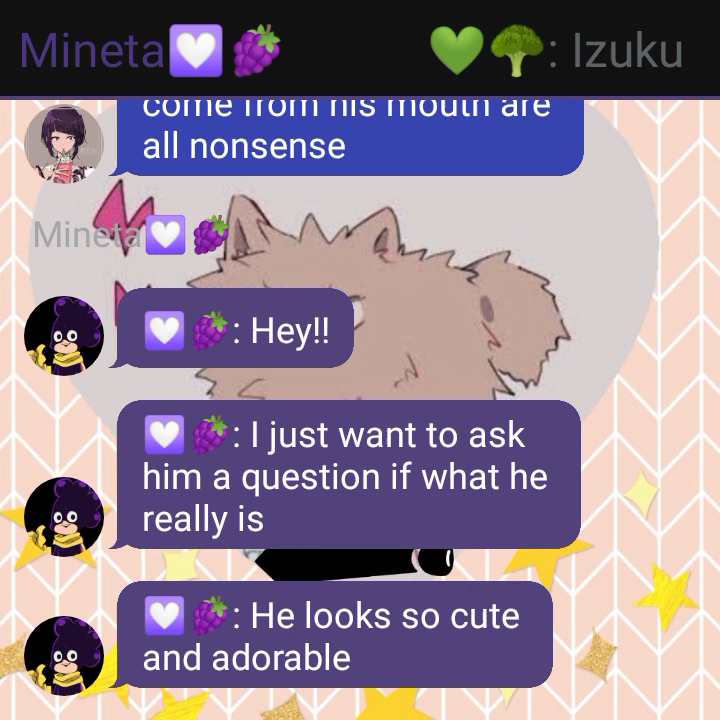 Mineta💟🍇
💚🥦: Izuku
come from his mouth are
all nonsense
Mineta💟🍇
💟🍇: Hey!!
💟🍇: I just want to ask
him a question if what he
really is
💟🍇: He looks so cute
and adorable